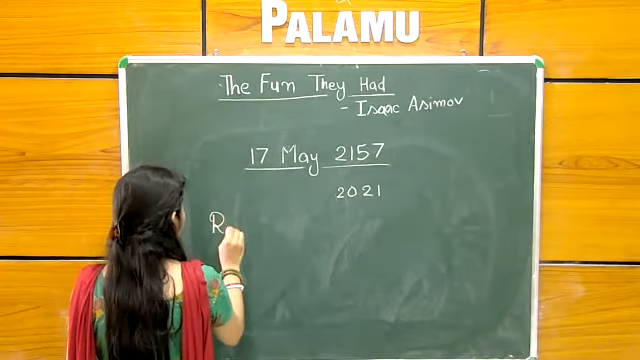 PALAMU
The Fun They Had
- Isaac Asimov
17 May 2157
2021
R